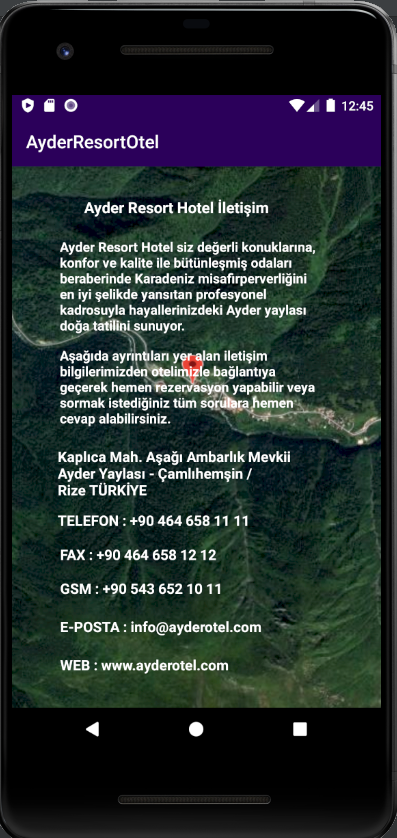 12:45
AyderResortOtel
Ayder Resort Hotel İletişim
Ayder Resort Hotel siz değerli konuklarına,
konfor ve kalite ile bütünleşmiş odaları
beraberinde Karadeniz misafirperverliğini
en iyi şelikde yansıtan profesyonel
kadrosuyla hayallerinizdeki Ayder yaylası
doğa tatilini sunuyor.
Aşağıda ayrıntıları yer alan iletişim
bilgilerimizden otelimizle bağlantıya
geçerek hemen rezervasyon yapabilir veya
sormak istediğiniz tüm sorulara hemen
cevap alabilirsiniz.
Kaplıca Mah. Aşağı Ambarlık Mevkii
Ayder Yaylası - Çamlıhemşin /
Rize TÜRKİYE
TELEFON : +90 464 658 11 11
FAX : +90 464 658 12 12
GSM : +90 543 652 10 11
E-POSTA : info@ayderotel.com
WEB : www.ayderotel.com